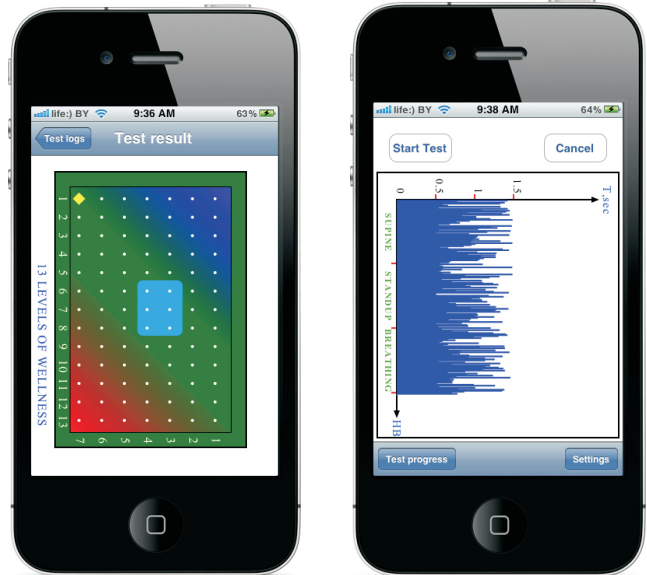 life:) BY 9:36 AM 63%
Test logs Test result
1 2 3 4 5 6 7 8 9 10 11 12 13
7 6 5 4 3 2 1
13 LEVELS OF WELLNESS
life:) BY 9:38 AM 64%
Start Test Cancel
0 0.5 1 1.5 T,sec
SUPINE STANDUP BREATHING
HB
Test progress Settings